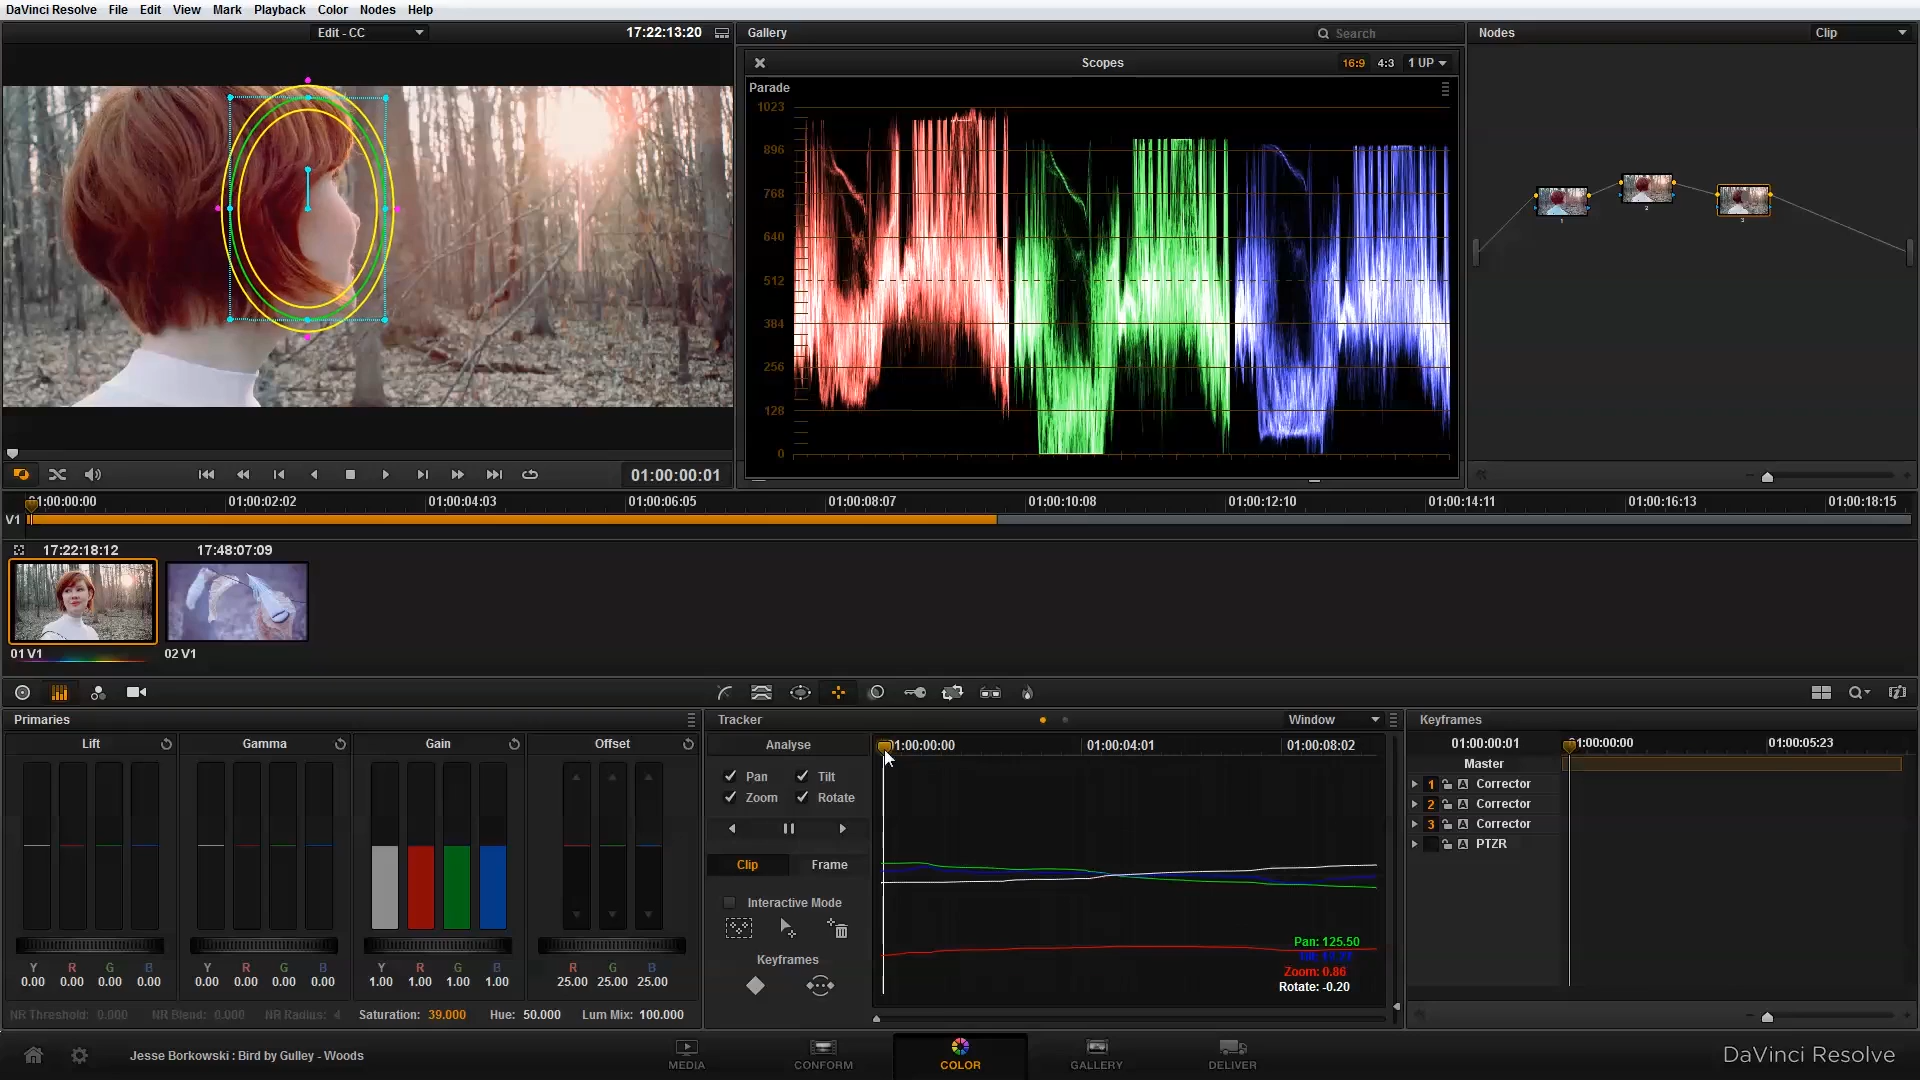 DaVinci Resolve File Edit View Mark Playback Color Nodes Help
Edit - CC 17:22:13:20
Gallery Search
Nodes Clip
Scopes 16:9 4:3 1 UP
Parade
1023
896
768
640
512
384
256
128
0
1
2
3
01:00:00:01
01:00:00:00 01:00:02:02 01:00:04:03 01:00:06:05 01:00:08:07 01:00:10:08 01:00:12:10 01:00:14:11 01:00:16:13 01:00:18:15
V1
17:22:18:12 17:48:07:09
01 V1 02 V1
Primaries
Lift Gamma Gain Offset
Y R G B Y R G B Y R G B R G B
0.00 0.00 0.00 0.00 0.00 0.00 0.00 0.00 1.00 1.00 1.00 1.00 25.00 25.00 25.00
NR Threshold: 0.000 NR Blend: 0.000 NR Radius: 4 Saturation: 39.000 Hue: 50.000 Lum Mix: 100.000
Tracker Window
Analyse
Pan Tilt
Zoom Rotate
Clip Frame
Interactive Mode
Keyframes
01:00:00:00 01:00:04:01 01:00:08:02
Pan: 125.50
Zoom: 0.86
Rotate: -0.20
Keyframes
01:00:00:01 01:00:00:00 01:00:05:23
Master
1 A Corrector
2 A Corrector
3 A Corrector
A PTZR
Jesse Borkowski : Bird by Gulley - Woods
MEDIA CONFORM COLOR GALLERY DELIVER
DaVinci Resolve